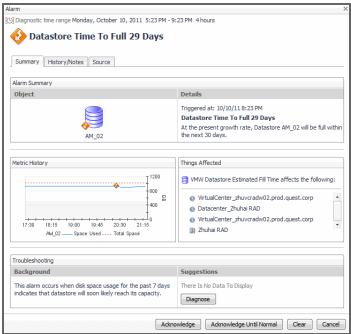 Alarm
Diagnostic time range Monday, October 10, 2011 5:23 PM - 9:23 PM 4 hours
Datastore Time To Full 29 Days
Summary History/Notes Source
Alarm Summary
Object
AM_02
Details
Triggered at: 10/10/11 8:23 PM
Datastore Time To Full 29 Days
At the present growth rate, Datastore AM_02 will be full within
the next 30 days.
Metric History
1200
800
400
0
GB
17:30 18:15 19:00 19:45 20:30 21:15
AM_02 Space Used Total Space
Things Affected
VMW Datastore Estimated Fill Time affects the following:
VirtualCenter_zhuvcradw02.prod.quest.corp
Datacenter_Zhuhai RAD
VirtualCenter_zhuvcradw02.prod.quest.corp
Zhuhai RAD
Troubleshooting
Background
This alarm occurs when disk space usage for the past 7 days
indicates that datastore will soon likely reach its capacity.
Suggestions
There Is No Data To Display
Diagnose
Acknowledge Acknowledge Until Normal Clear Cancel